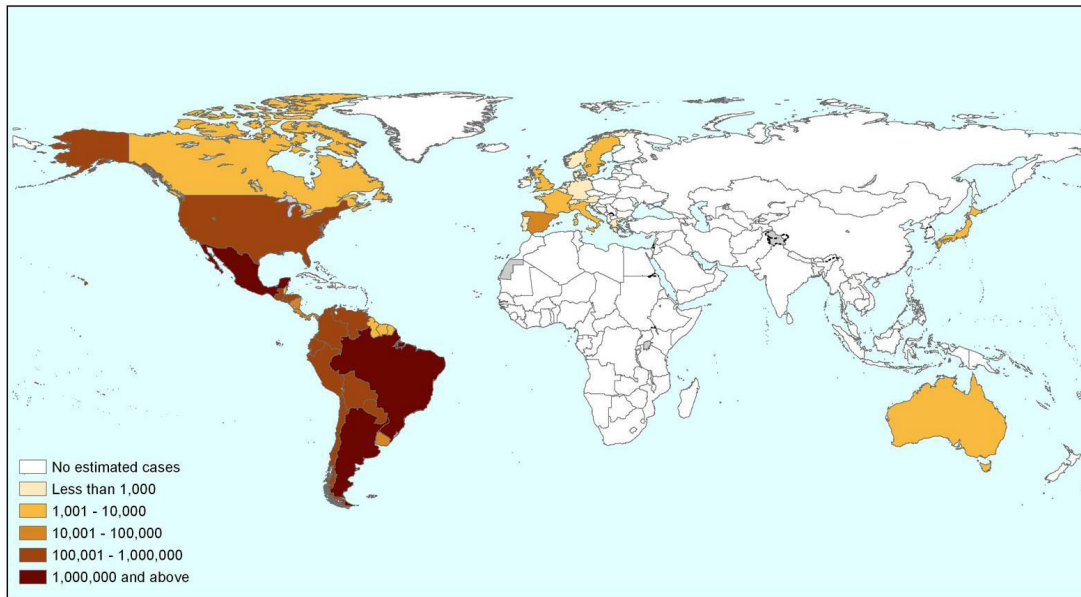 No estimated cases
Less than 1,000
1,001 - 10,000
10,001 - 100,000
100,001 - 1,000,000
1,000,000 and above